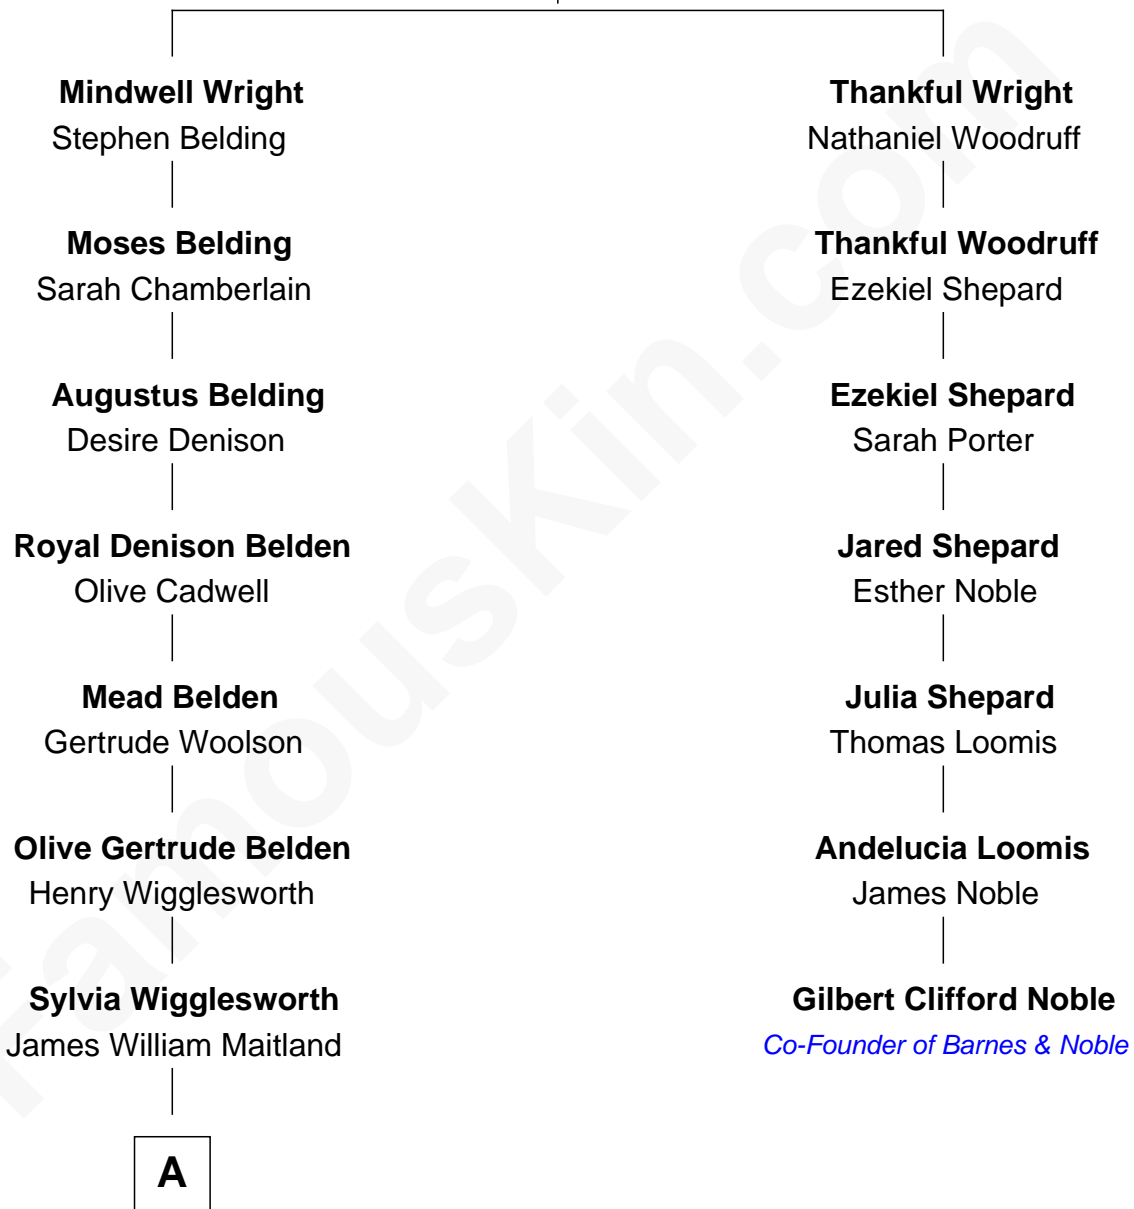 Mindwell Wright
Stephen Belding
Moses Belding
Sarah Chamberlain
Augustus Belding
Desire Denison
Royal Denison Belden
Olive Cadwell
Mead Belden
Gertrude Woolson
Olive Gertrude Belden
Henry Wigglesworth
Sylvia Wigglesworth
James William Maitland
A
Thankful Wright
Nathaniel Woodruff
Thankful Woodruff
Ezekiel Shepard
Ezekiel Shepard
Sarah Porter
Jared Shepard
Esther Noble
Julia Shepard
Thomas Loomis
Andelucia Loomis
James Noble
Gilbert Clifford Noble
Co-Founder of Barnes & Noble
FamousKin.com